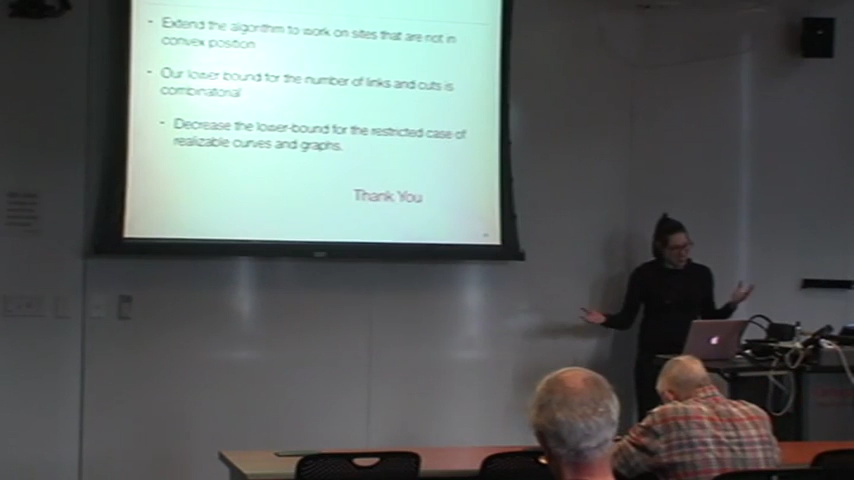 - Extend the algorithm to work on sites that are not in
convex position
- Our lower bound for the number of links and cuts is
combinatorial
- Decrease the lower-bound for the restricted case of
realizable curves and graphs.
Thank You